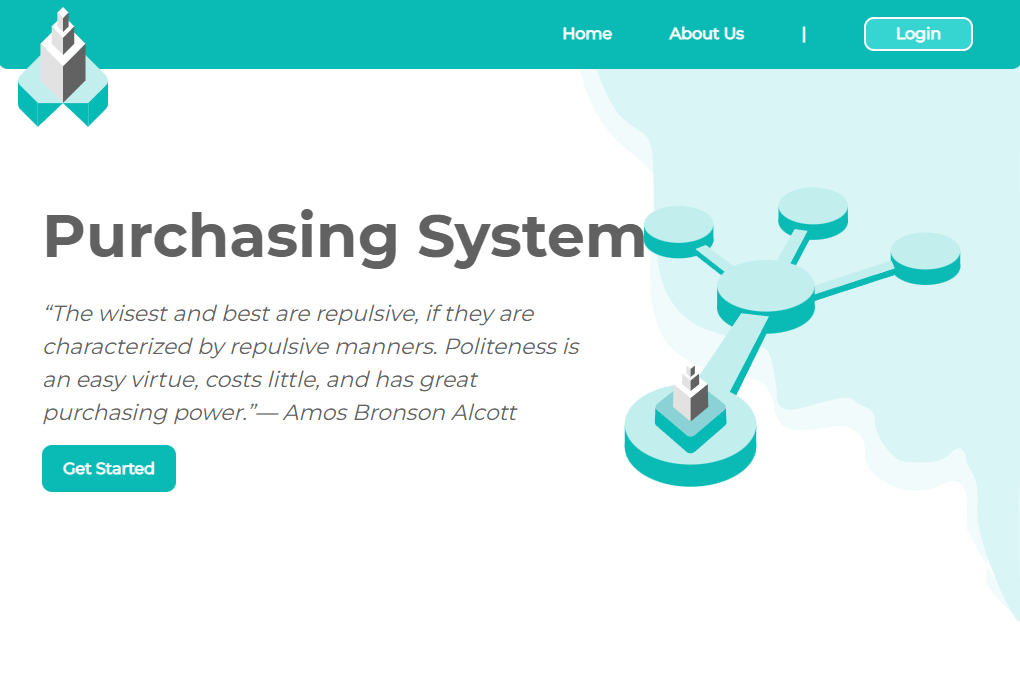 Home About Us | Login
Purchasing System
“The wisest and best are repulsive, if they are
characterized by repulsive manners. Politeness is
an easy virtue, costs little, and has great
purchasing power.”— Amos Bronson Alcott
Get Started